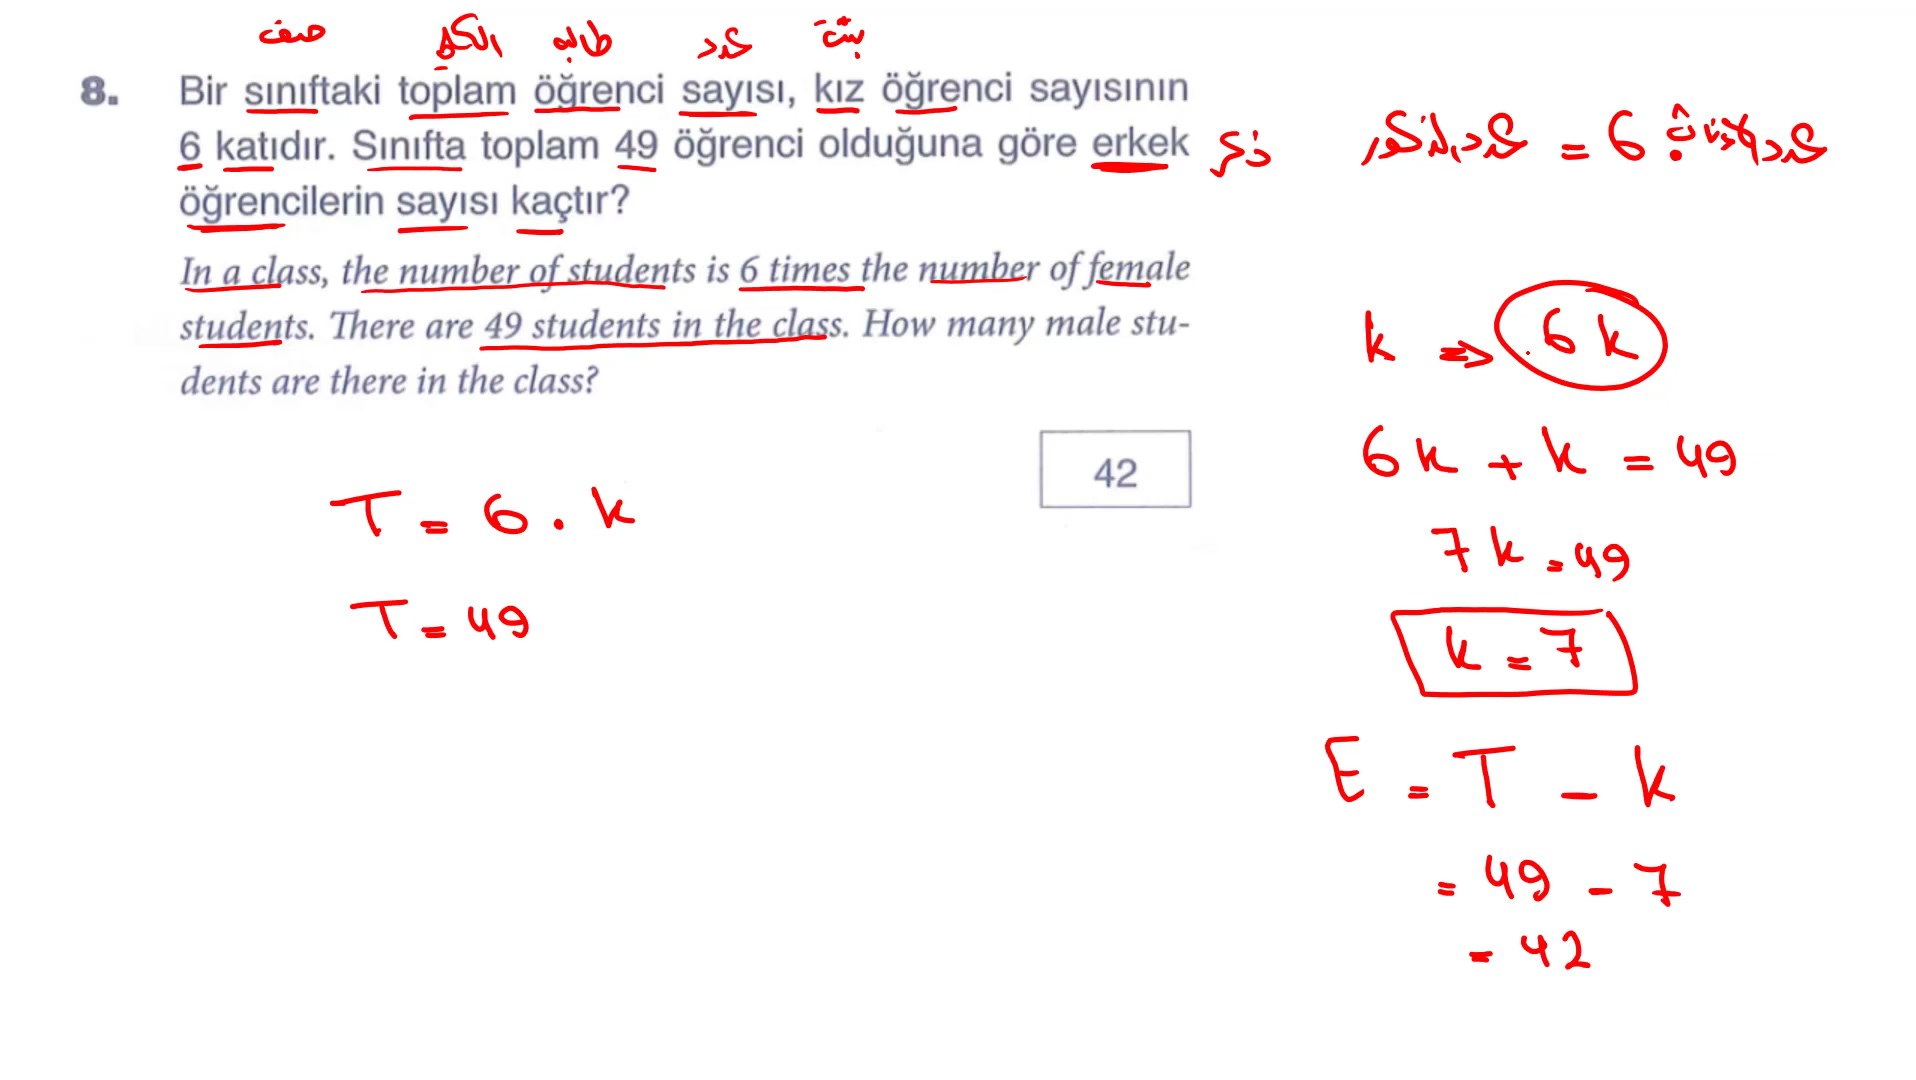 صف الكلي طالب عدد بنت
8. Bir sınıftaki toplam öğrenci sayısı, kız öğrenci sayısının
6 katıdır. Sınıfta toplam 49 öğrenci olduğuna göre erkek ذكر
öğrencilerin sayısı kaçtır?
In a class, the number of students is 6 times the number of female
students. There are 49 students in the class. How many male stu-
dents are there in the class?
42
T = 6 . k
T = 49
عدد الذكور = 6 عدد البنات
k ⇒ 6k
6k + k = 49
7k = 49
k = 7
E = T - k
= 49 - 7
= 42